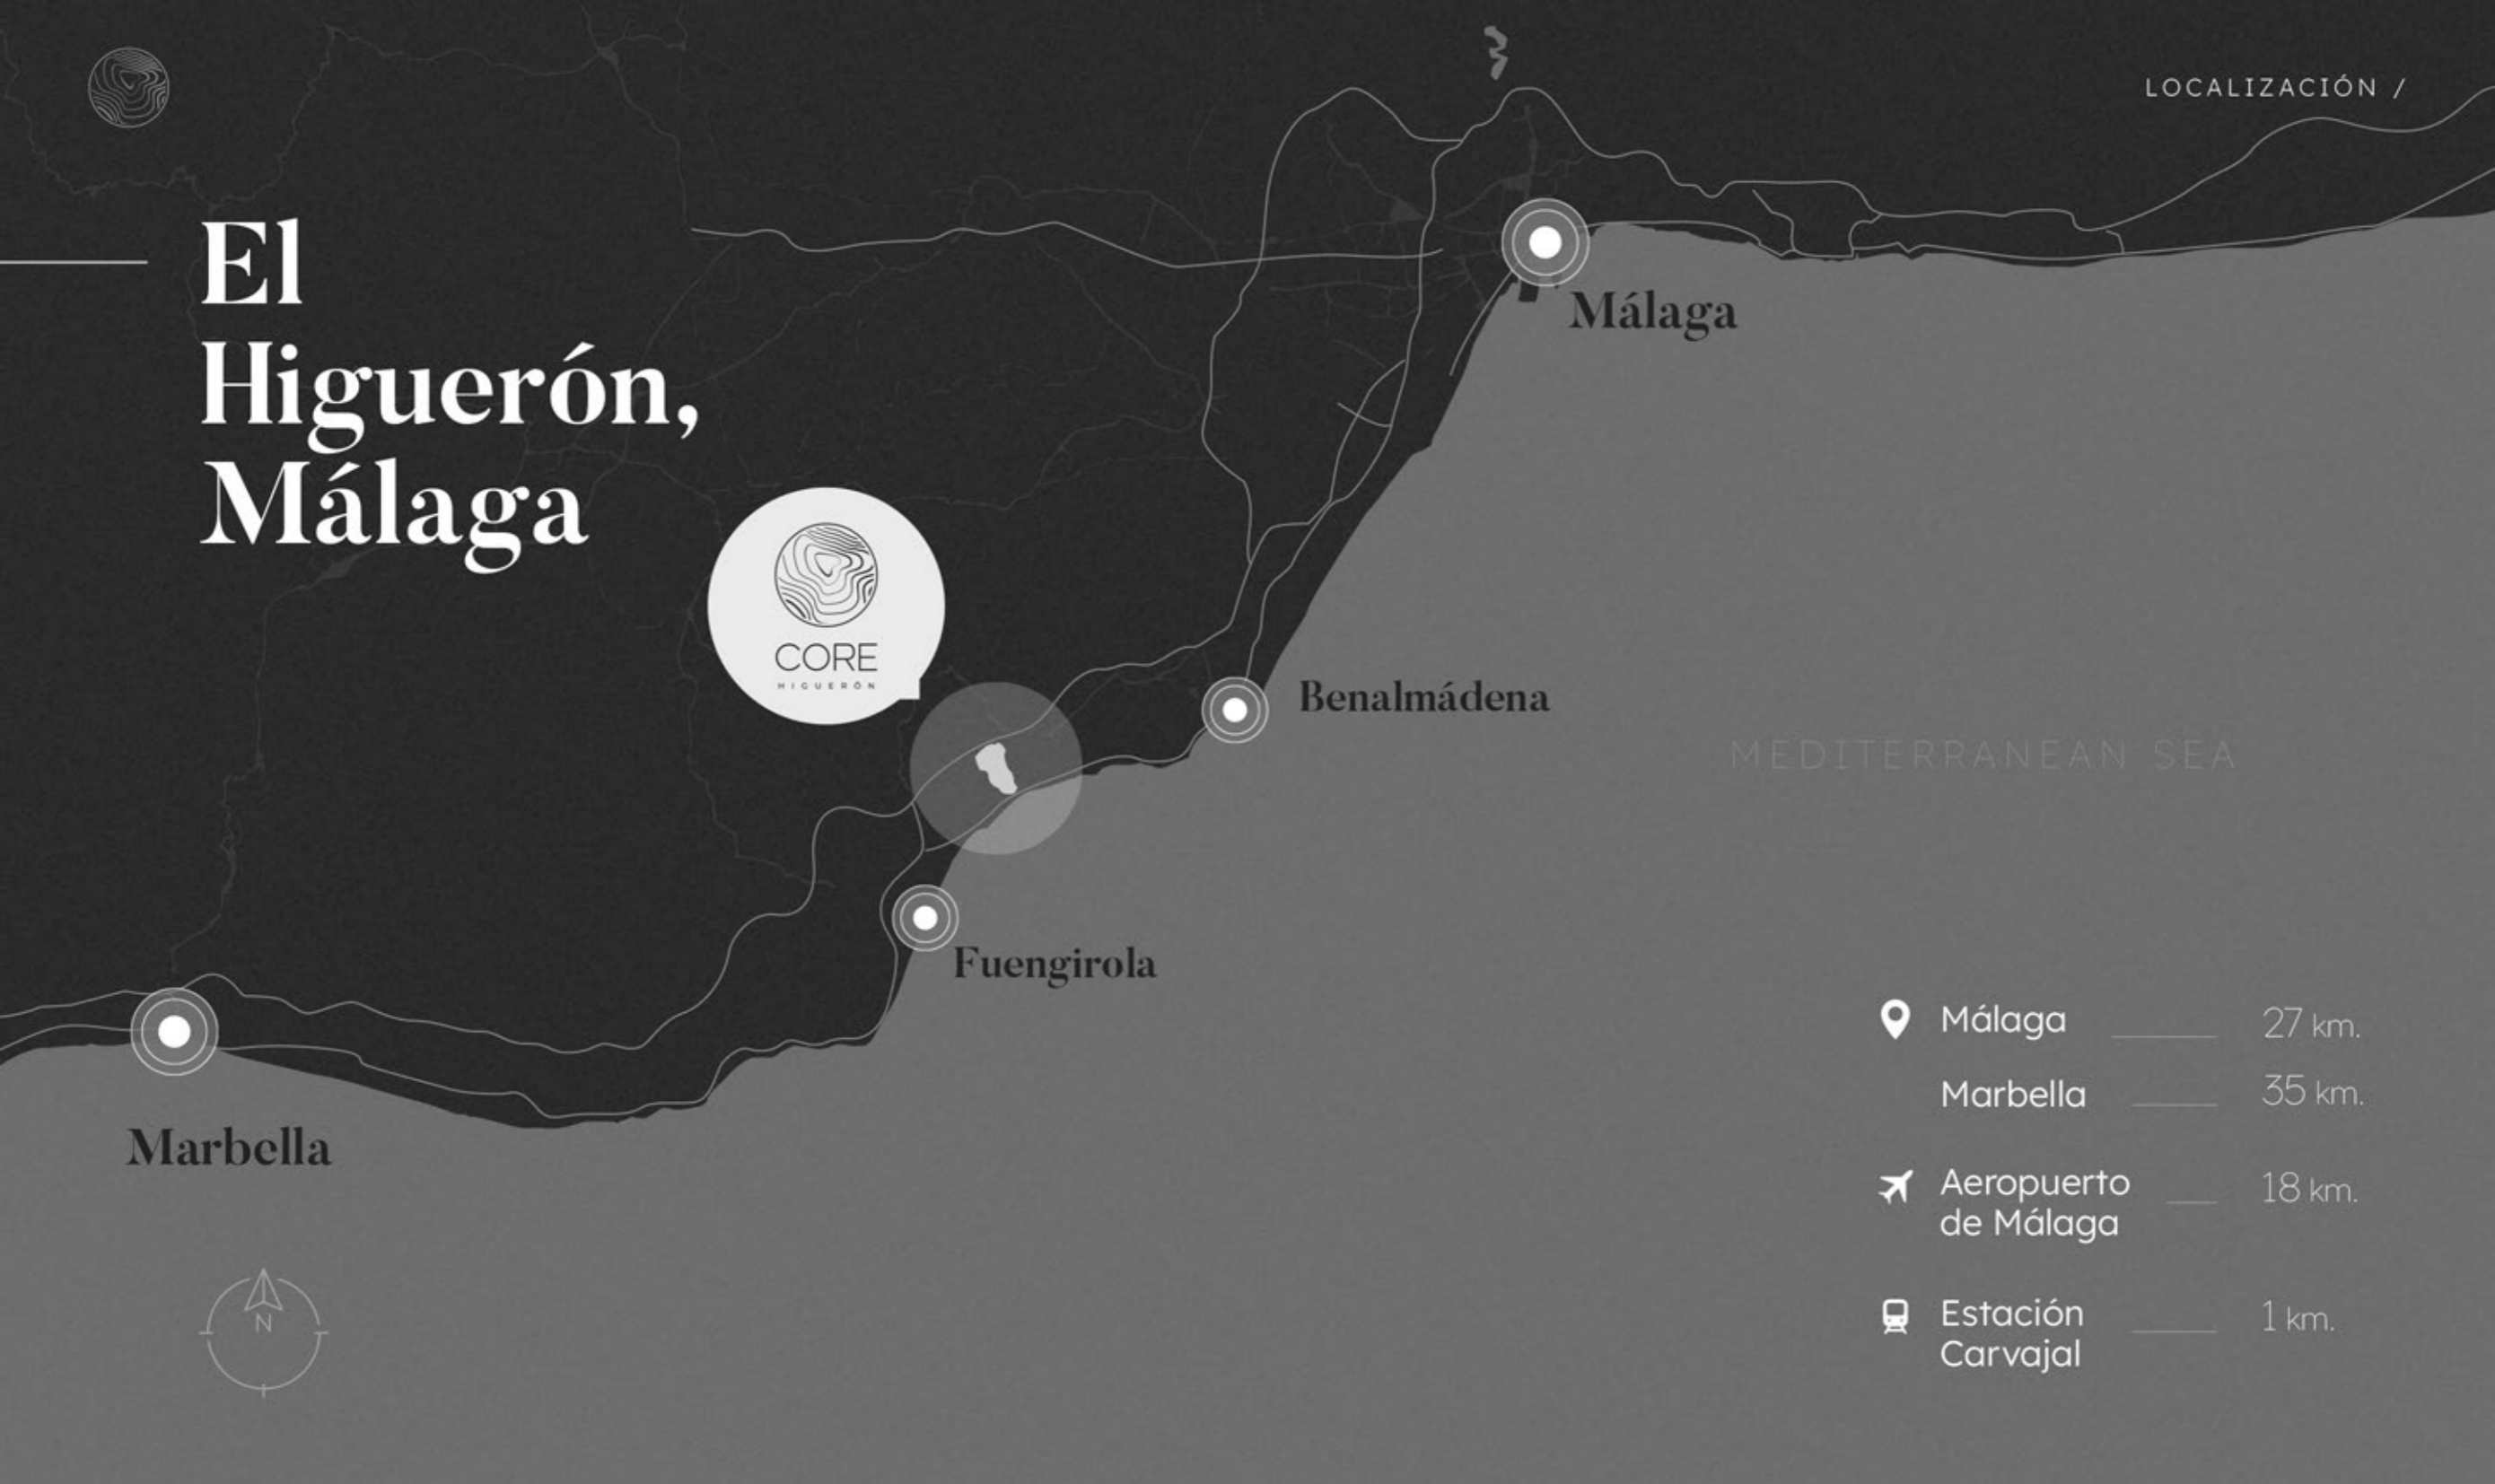 LOCALIZACIÓN /
El
Higuerón,
Málaga
Málaga
CORE
HIGUERÓN
Benalmádena
MEDITERRANEAN SEA
Fuengirola
Marbella
Málaga 27 km.
Marbella 35 km.
Aeropuerto
de Málaga 18 km.
Estación
Carvajal 1 km.
N